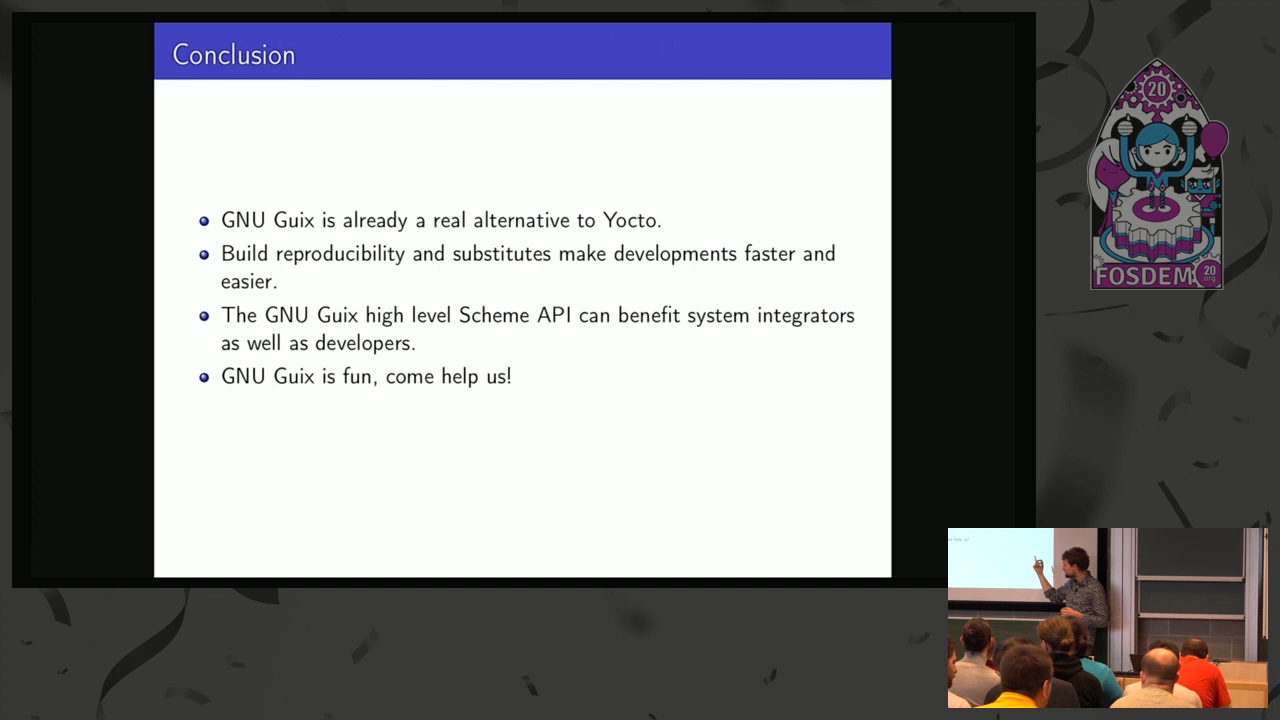 Conclusion
GNU Guix is already a real alternative to Yocto.
Build reproducibility and substitutes make developments faster and
easier.
The GNU Guix high level Scheme API can benefit system integrators
as well as developers.
GNU Guix is fun, come help us!
20
FOSDEM
20
.org